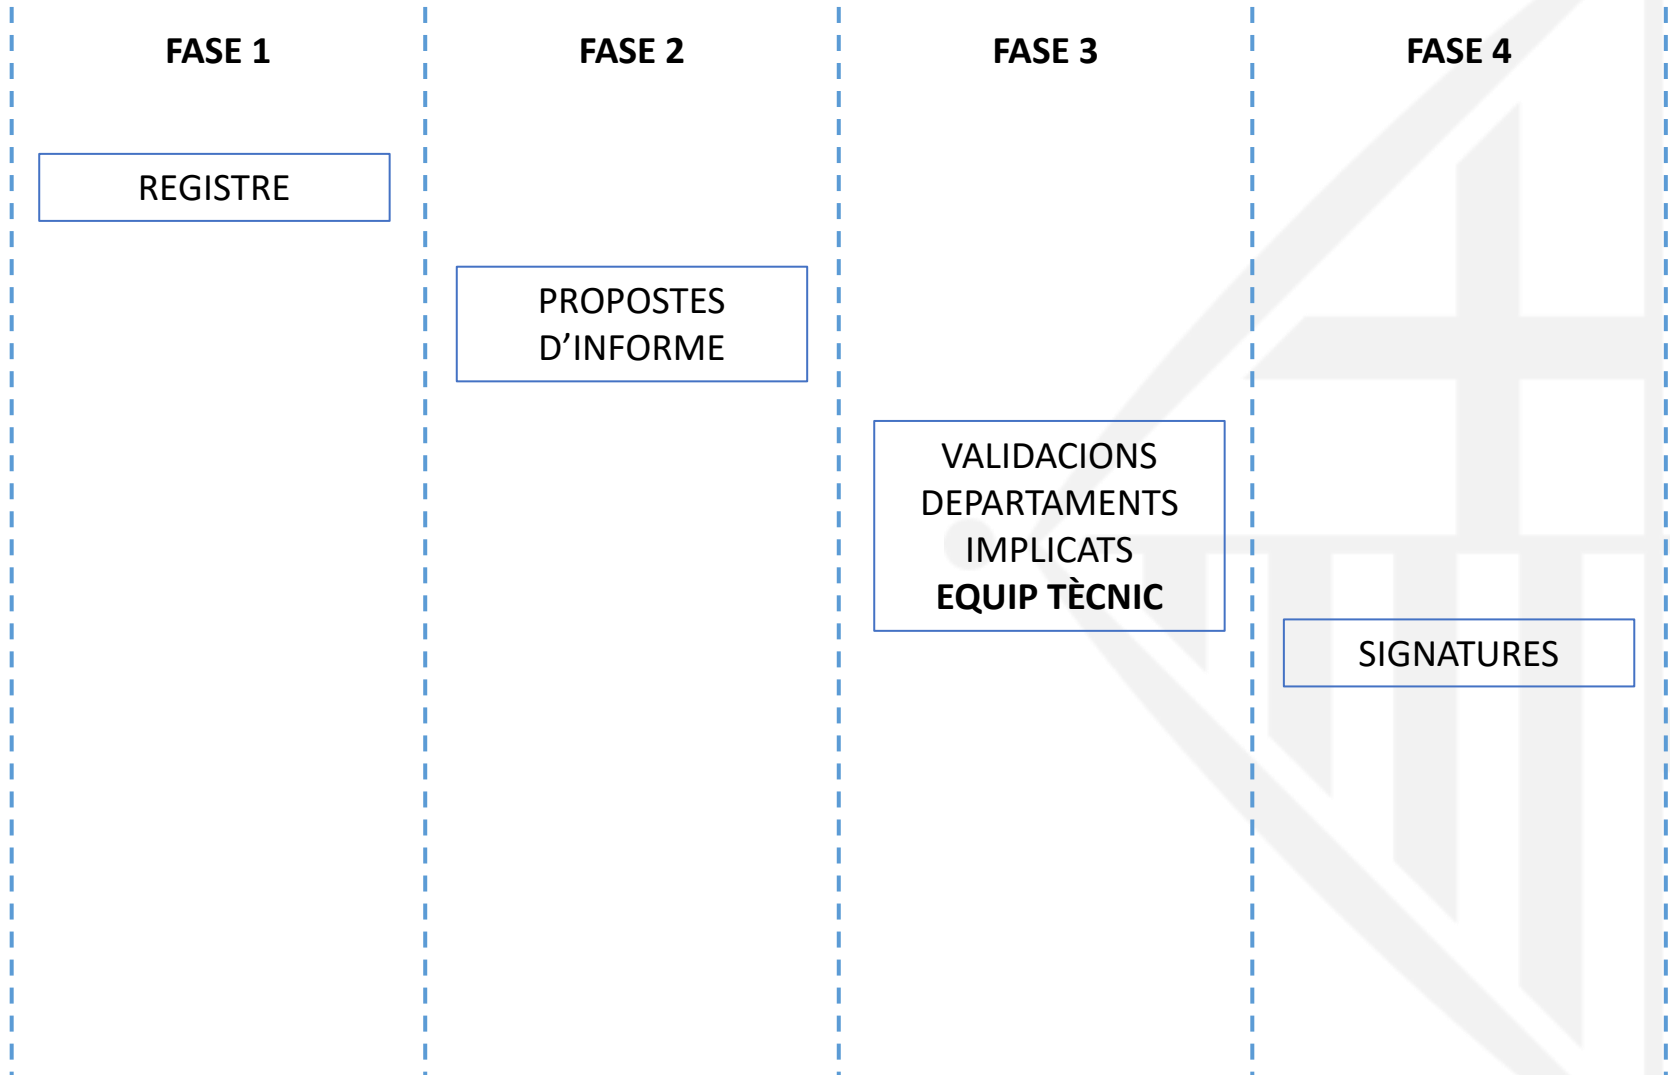 FASE 1
FASE 2
FASE 3
FASE 4
REGISTRE
PROPOSTES
D’INFORME
VALIDACIONS
DEPARTAMENTS
IMPLICATS
EQUIP TÈCNIC
SIGNATURES